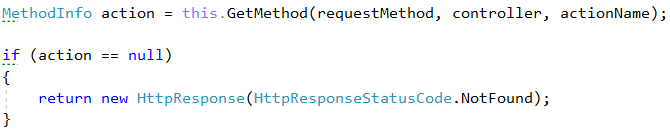 MethodInfo action = this.GetMethod(requestMethod, controller, actionName);
if (action == null)
{
    return new HttpResponse(HttpResponseStatusCode.NotFound);
}